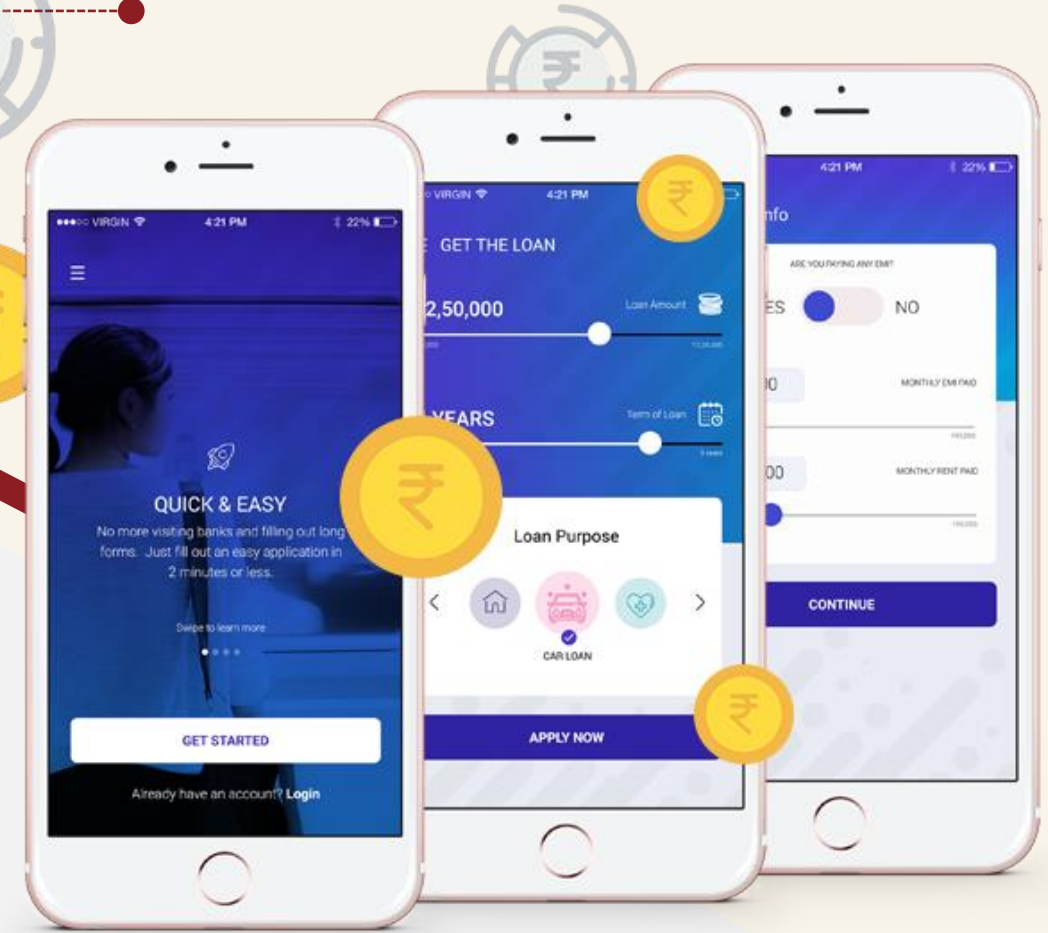 VIRGIN 4:21 PM 22%
QUICK & EASY
No more visiting banks and filling out long
forms. Just fill out an easy application in
2 minutes or less.
Swipe to learn more
GET STARTED
Already have an account? Login
VIRGIN 4:21 PM
GET THE LOAN
2,50,000 Loan Amount
YEARS Term of Loan
5 years
Loan Purpose
CAR LOAN
APPLY NOW
4:21 PM 22%
nfo
ARE YOU PAYING ANY EMI?
ES NO
00 MONTHLY EMI PAID
00 MONTHLY RENT PAID
CONTINUE
₹
₹
₹
₹